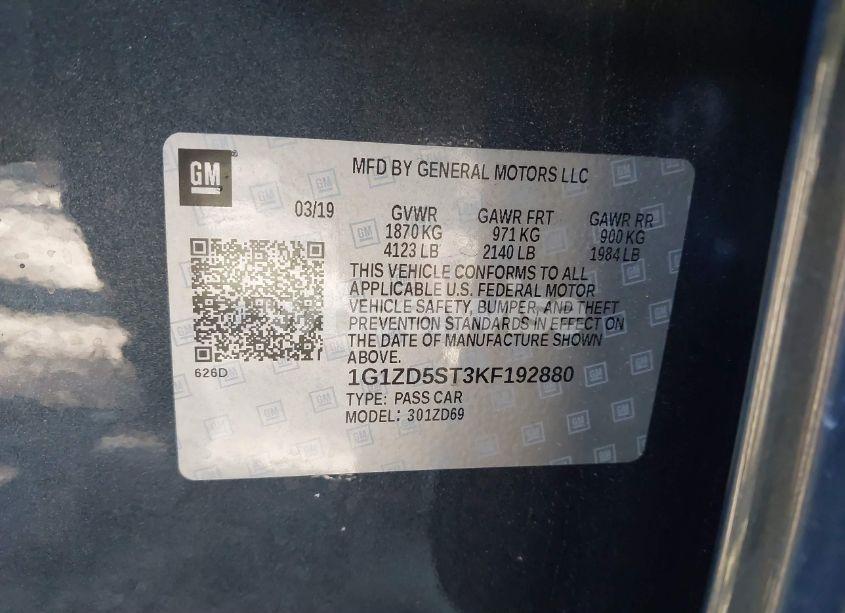 GM
MFD BY GENERAL MOTORS LLC
03/19 GVWR GAWR FRT GAWR RR
1870 KG 971 KG 900 KG
4123 LB 2140 LB 1984 LB
THIS VEHICLE CONFORMS TO ALL
APPLICABLE U.S. FEDERAL MOTOR
VEHICLE SAFETY, BUMPER, AND THEFT
PREVENTION STANDARDS IN EFFECT ON
THE DATE OF MANUFACTURE SHOWN
ABOVE.
626D
1G1ZD5ST3KF192880
TYPE: PASS CAR
MODEL: 301ZD69